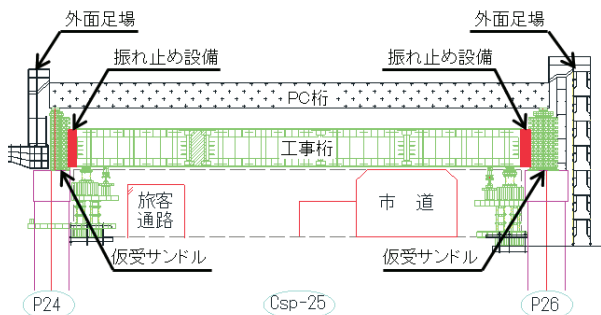 外面足場
外面足場
振れ止め設備
振れ止め設備
PC桁
工事桁
旅客
通路
市 道
仮受サンドル
仮受サンドル
P24
Csp-25
P26